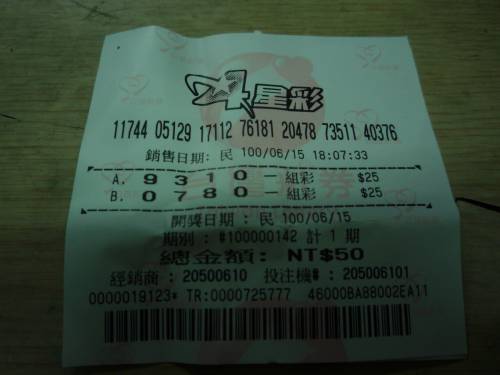 4星彩
11744 05129 17112 76181 20478 73511 40376
銷售日期: 民 100/06/15 18:07:33
A. 9 3 1 0 — 組彩 $25
B. 0 7 8 0 — 組彩 $25
開獎日期 : 民 100/06/15
期別 : #100000142 計 1 期
總金額: NT$50
經銷商 : 20500610 投注機# : 205006101
0000019123* TR:0000725777 46000BA88002EA11